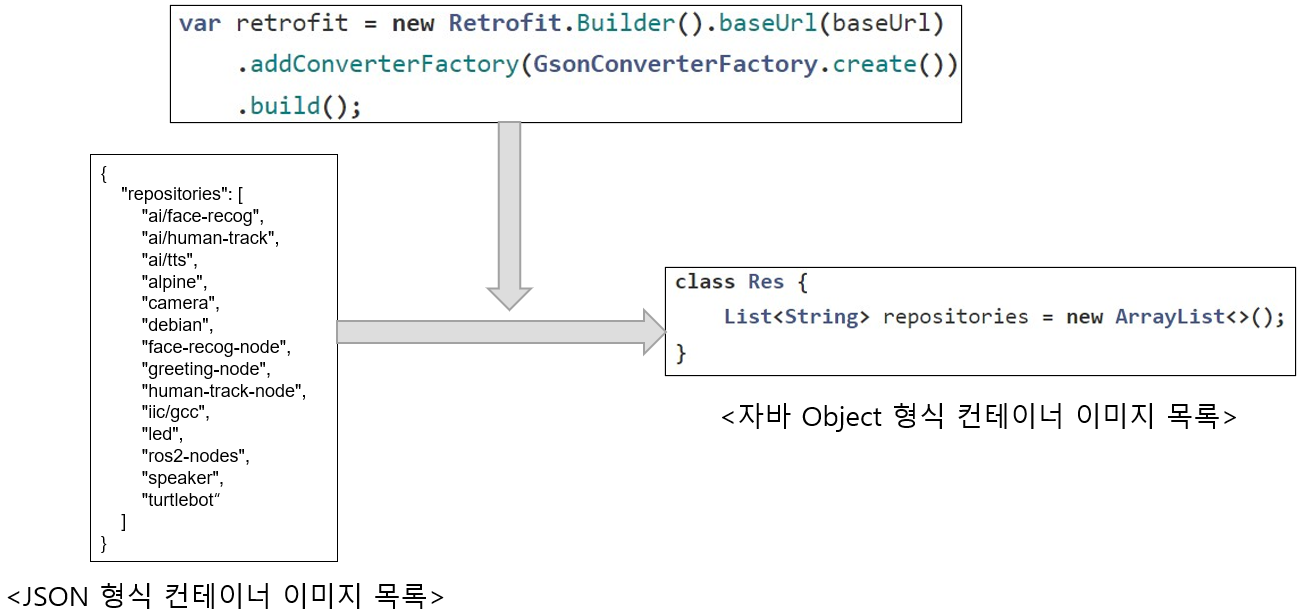 var retrofit = new Retrofit.Builder().baseUrl(baseUrl)
.addConverterFactory(GsonConverterFactory.create())
.build();
{
"repositories": [
"ai/face-recog",
"ai/human-track",
"ai/tts",
"alpine",
"camera",
"debian",
"face-recog-node",
"greeting-node",
"human-track-node",
"iic/gcc",
"led",
"ros2-nodes",
"speaker",
"turtlebot“
]
}
<JSON 형식 컨테이너 이미지 목록>
class Res {
List<String> repositories = new ArrayList<>();
}
<자바 Object 형식 컨테이너 이미지 목록>